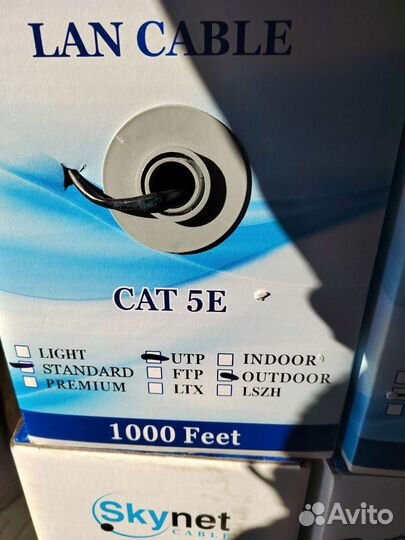 LAN CABLE
CAT 5E
LIGHT UTP INDOOR
STANDARD FTP OUTDOOR
PREMIUM LTX LSZH
1000 Feet
Skynet
CABLE
Avito